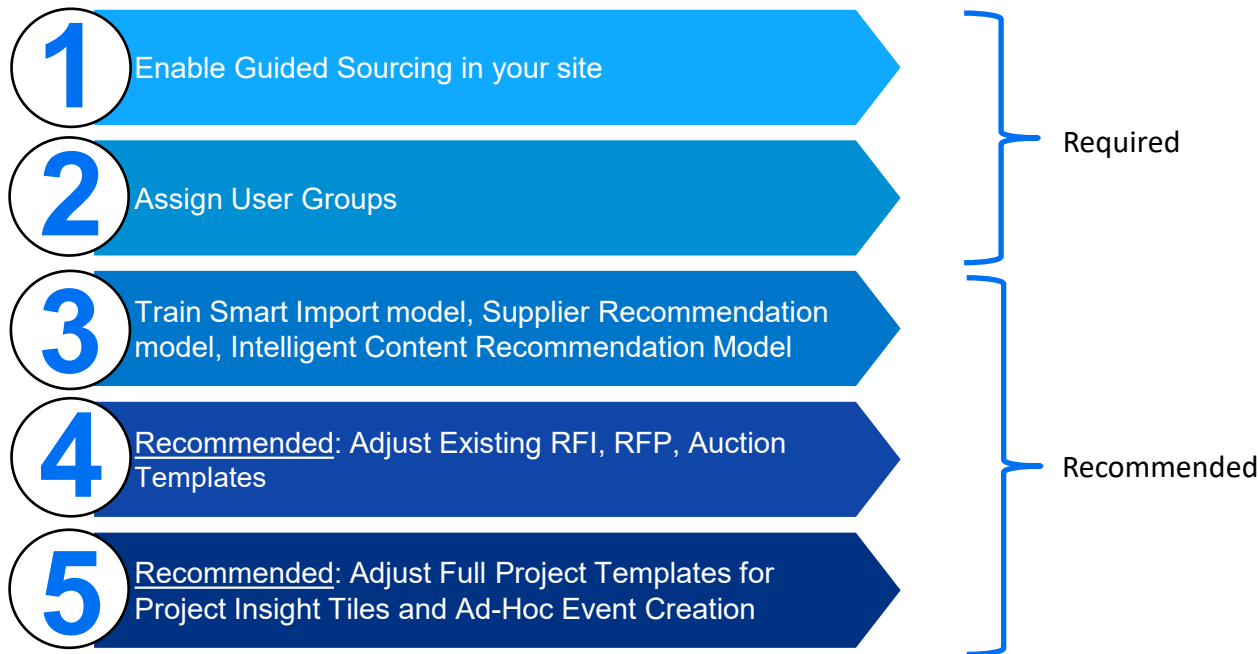 1
Enable Guided Sourcing in your site
Required
2
Assign User Groups
3
Train Smart Import model, Supplier Recommendation
model, Intelligent Content Recommendation Model
4
Recommended: Adjust Existing RFI, RFP, Auction
Templates
Recommended
5
Recommended: Adjust Full Project Templates for
Project Insight Tiles and Ad-Hoc Event Creation